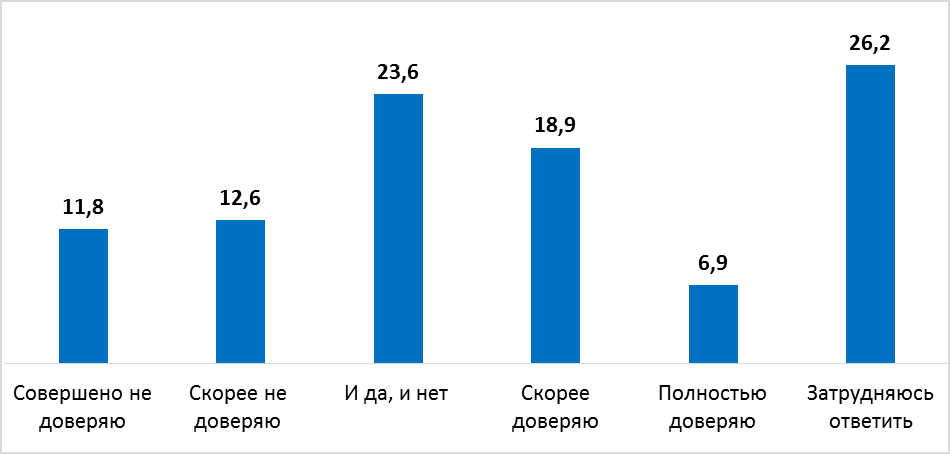 26,2
23,6
18,9
12,6
11,8
6,9
Совершено не
доверяю
Скорее не
доверяю
И да, и нет
Скорее
доверяю
Полностью
доверяю
Затрудняюсь
ответить